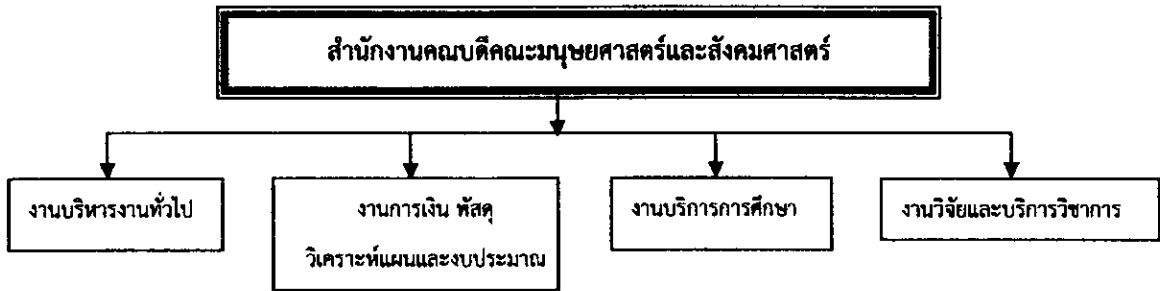 สำนักงานคณบดีคณะมนุษยศาสตร์และสังคมศาสตร์
งานบริหารงานทั่วไป
งานการเงิน พัสดุ
วิเคราะห์แผนและงบประมาณ
งานบริการการศึกษา
งานวิจัยและบริการวิชาการ